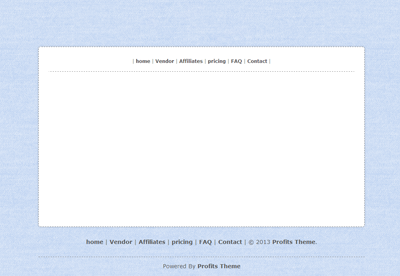 | home | Vendor | Affiliates | pricing | FAQ | Contact |
home | Vendor | Affiliates | pricing | FAQ | Contact | © 2013 Profits Theme.
Powered By Profits Theme